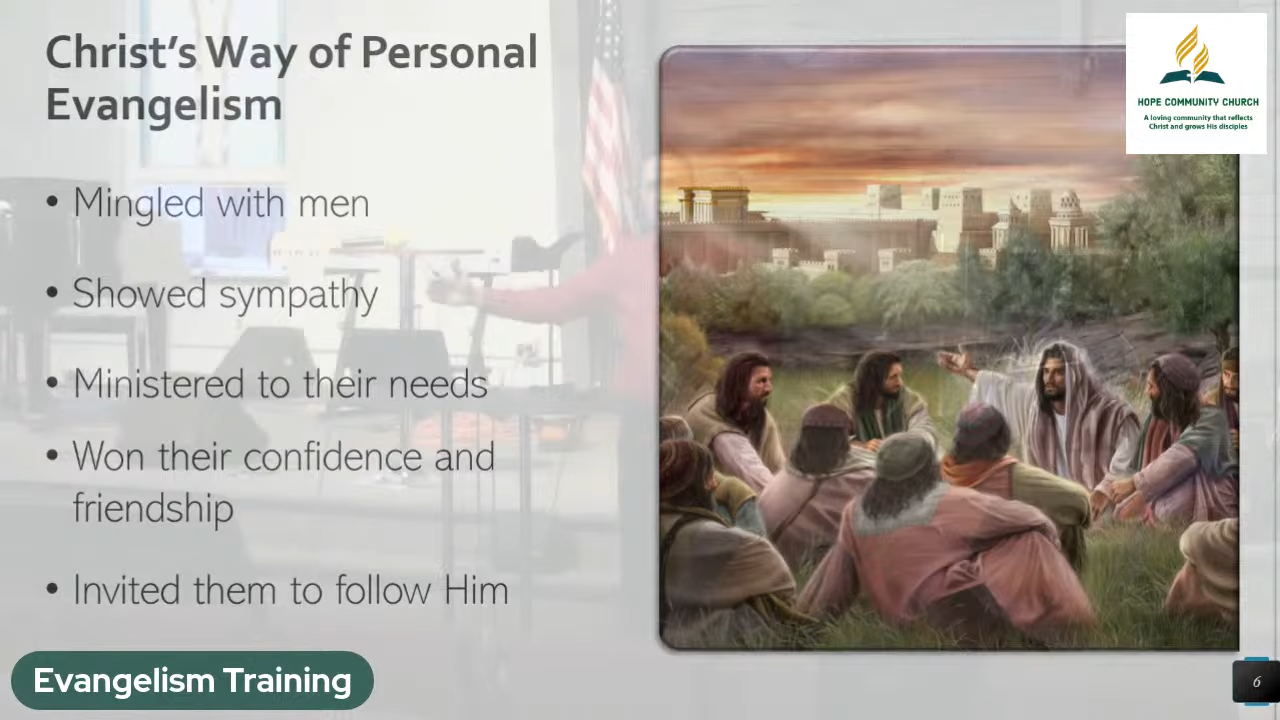 Christ's Way of Personal
Evangelism
• Mingled with men
• Showed sympathy
• Ministered to their needs
• Won their confidence and
friendship
• Invited them to follow Him
HOPE COMMUNITY CHURCH
A loving community that reflects
Christ and grows His disciples
Evangelism Training
6